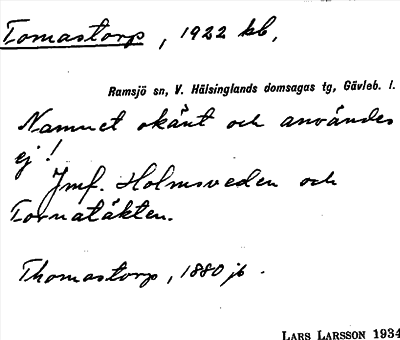 Tomastorp, 1922 kb,
Ramsjö sn, V. Hälsinglands domsagas tg, Gävleb. l.
Namnet okänt och användes
ej!
Jmf. Holmsveden och
Tornatäkten.
Thomastorp, 1880 jb.
LARS LARSSON 1934